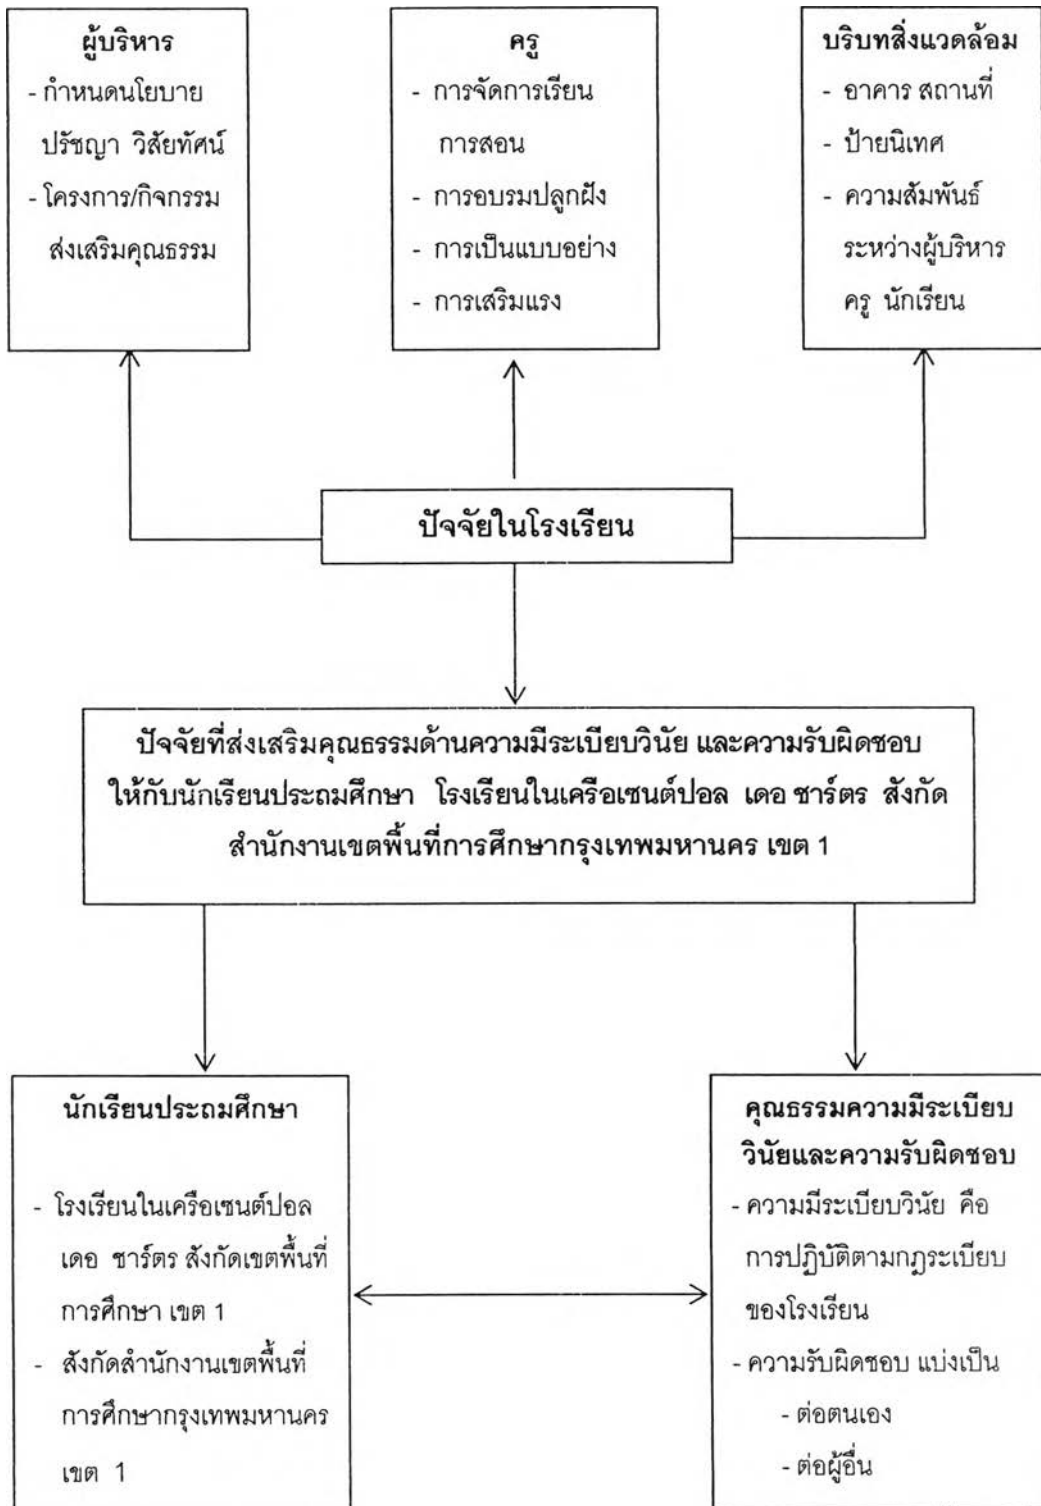 ผู้บริหาร
- กำหนดนโยบาย
ปรัชญา วิสัยทัศน์
- โครงการ/กิจกรรม
ส่งเสริมคุณธรรม
ครู
- การจัดการเรียน
การสอน
- การอบรมปลูกฝัง
- การเป็นแบบอย่าง
- การเสริมแรง
บริบทสิ่งแวดล้อม
- อาคาร สถานที่
- ป้ายนิเทศ
- ความสัมพันธ์
ระหว่างผู้บริหาร
ครู นักเรียน
ปัจจัยในโรงเรียน
ปัจจัยที่ส่งเสริมคุณธรรมด้านความมีระเบียบวินัย และความรับผิดชอบ
ให้กับนักเรียนประถมศึกษา โรงเรียนในเครือเซนต์ปอล เดอ ชาร์ตร สังกัด
สำนักงานเขตพื้นที่การศึกษากรุงเทพมหานคร เขต 1
นักเรียนประถมศึกษา
- โรงเรียนในเครือเซนต์ปอล
เดอ ชาร์ตร สังกัดเขตพื้นที่
การศึกษา เขต 1
- สังกัดสำนักงานเขตพื้นที่
การศึกษากรุงเทพมหานคร
เขต 1
คุณธรรมความมีระเบียบ
วินัยและความรับผิดชอบ
- ความมีระเบียบวินัย คือ
การปฏิบัติตามกฎระเบียบ
ของโรงเรียน
- ความรับผิดชอบ แบ่งเป็น
- ต่อตนเอง
- ต่อผู้อื่น